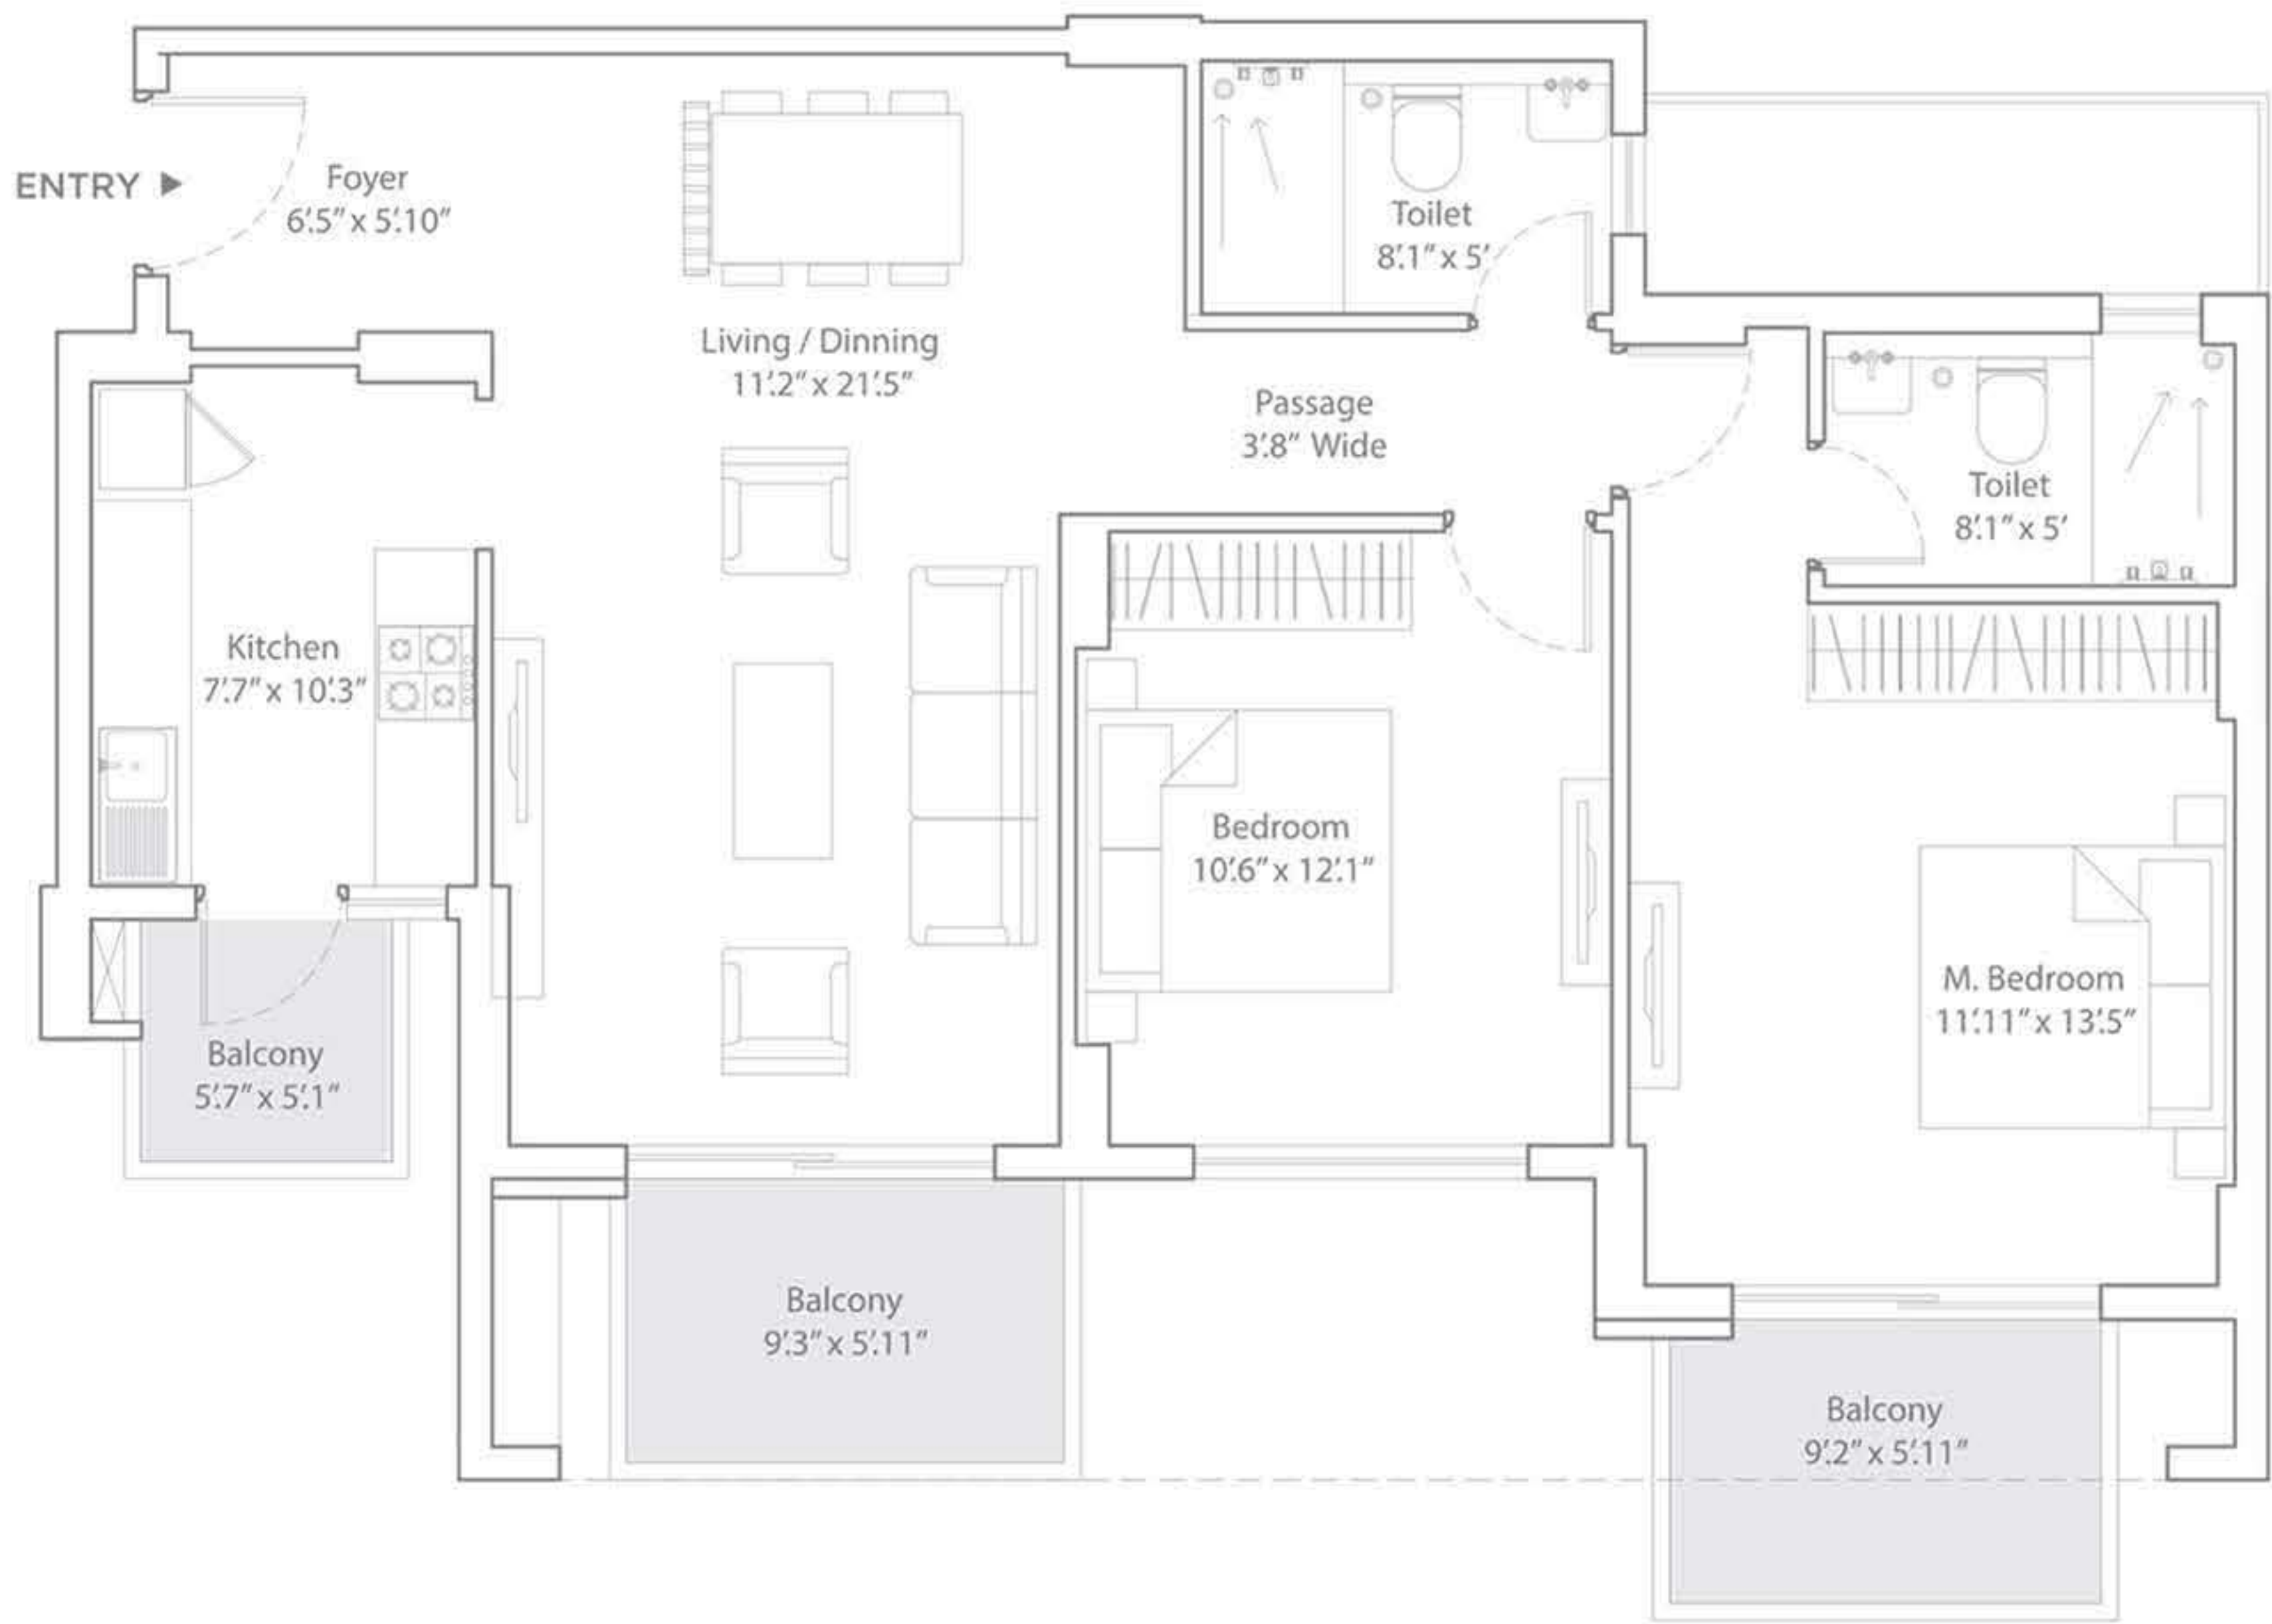 ENTRY
Foyer
6'.5" x 5'.10"
Living / Dinning
11'.2" x 21'.5"
Toilet
8'.1" x 5'
Passage
3'.8" Wide
Toilet
8'.1" x 5'
Kitchen
7'.7" x 10'.3"
Bedroom
10'.6" x 12'.1"
M. Bedroom
11'.11" x 13'.5"
Balcony
5'.7" x 5'.1"
Balcony
9'.3" x 5'.11"
Balcony
9'.2" x 5'.11"